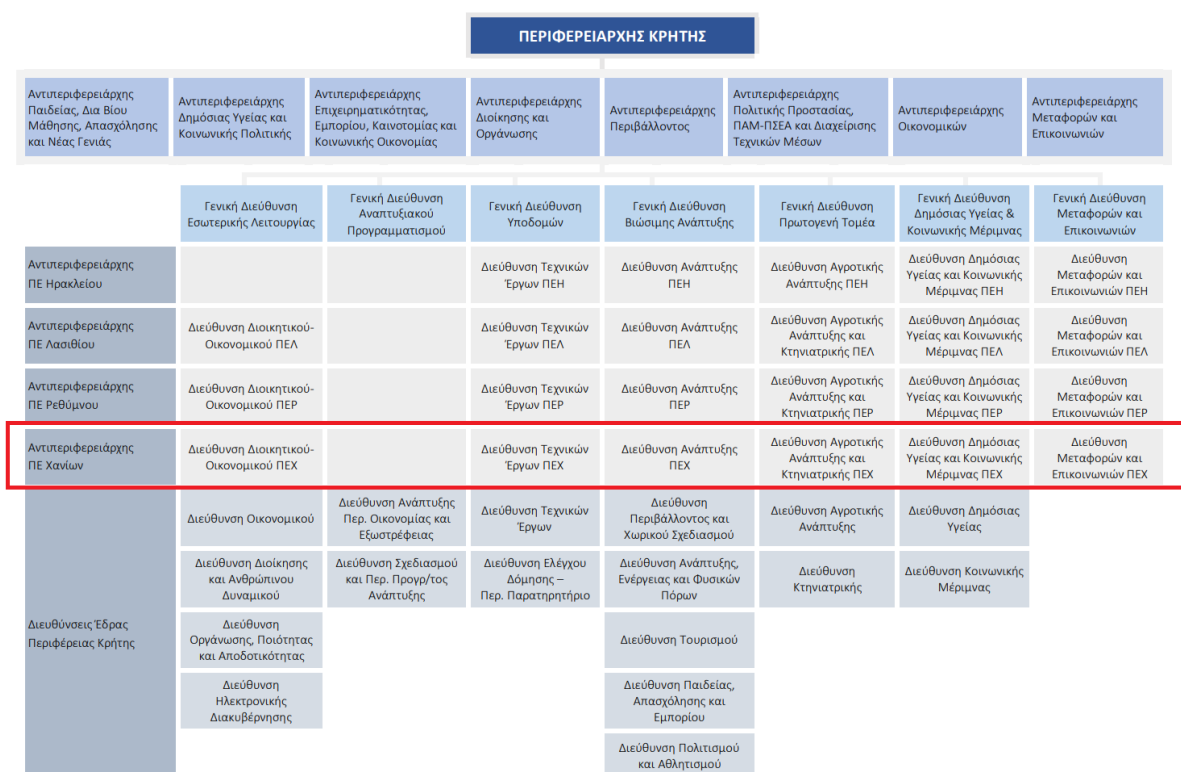 ΠΕΡΙΦΕΡΕΙΑΡΧΗΣ ΚΡΗΤΗΣ
Αντιπεριφερειάρχης
Παιδείας, Δια Βίου
Μάθησης, Απασχόλησης
και Νέας Γενιάς
Αντιπεριφερειάρχης
Δημόσιας Υγείας και
Κοινωνικής Πολιτικής
Αντιπεριφερειάρχης
Επιχειρηματικότητας,
Εμπορίου, Καινοτομίας και
Κοινωνικής Οικονομίας
Αντιπεριφερειάρχης
Διοίκησης και
Οργάνωσης
Αντιπεριφερειάρχης
Περιβάλλοντος
Αντιπεριφερειάρχης
Πολιτικής Προστασίας,
ΠΑΜ-ΠΣΕΑ και Διαχείρισης
Τεχνικών Μέσων
Αντιπεριφερειάρχης
Οικονομικών
Αντιπεριφερειάρχης
Μεταφορών και
Επικοινωνιών
Γενική Διεύθυνση
Εσωτερικής Λειτουργίας
Γενική Διεύθυνση
Αναπτυξιακού
Προγραμματισμού
Γενική Διεύθυνση
Υποδομών
Γενική Διεύθυνση
Βιώσιμης Ανάπτυξης
Γενική Διεύθυνση
Πρωτογενή Τομέα
Γενική Διεύθυνση
Δημόσιας Υγείας &
Κοινωνικής Μέριμνας
Γενική Διεύθυνση
Μεταφορών και
Επικοινωνιών
Αντιπεριφερειάρχης
ΠΕ Ηρακλείου
Διεύθυνση Τεχνικών
Έργων ΠΕΗ
Διεύθυνση Ανάπτυξης
ΠΕΗ
Διεύθυνση Αγροτικής
Ανάπτυξης ΠΕΗ
Διεύθυνση Δημόσιας
Υγείας και Κοινωνικής
Μέριμνας ΠΕΗ
Διεύθυνση
Μεταφορών και
Επικοινωνιών ΠΕΗ
Αντιπεριφερειάρχης
ΠΕ Λασιθίου
Διεύθυνση Διοικητικού-
Οικονομικού ΠΕΛ
Διεύθυνση Τεχνικών
Έργων ΠΕΛ
Διεύθυνση Ανάπτυξης
ΠΕΛ
Διεύθυνση Αγροτικής
Ανάπτυξης και
Κτηνιατρικής ΠΕΛ
Διεύθυνση Δημόσιας
Υγείας και Κοινωνικής
Μέριμνας ΠΕΛ
Διεύθυνση
Μεταφορών και
Επικοινωνιών ΠΕΛ
Αντιπεριφερειάρχης
ΠΕ Ρεθύμνου
Διεύθυνση Διοικητικού-
Οικονομικού ΠΕΡ
Διεύθυνση Τεχνικών
Έργων ΠΕΡ
Διεύθυνση Ανάπτυξης
ΠΕΡ
Διεύθυνση Αγροτικής
Ανάπτυξης και
Κτηνιατρικής ΠΕΡ
Διεύθυνση Δημόσιας
Υγείας και Κοινωνικής
Μέριμνας ΠΕΡ
Διεύθυνση
Μεταφορών και
Επικοινωνιών ΠΕΡ
Αντιπεριφερειάρχης
ΠΕ Χανίων
Διεύθυνση Διοικητικού-
Οικονομικού ΠΕΧ
Διεύθυνση Τεχνικών
Έργων ΠΕΧ
Διεύθυνση Ανάπτυξης
ΠΕΧ
Διεύθυνση Αγροτικής
Ανάπτυξης και
Κτηνιατρικής ΠΕΧ
Διεύθυνση Δημόσιας
Υγείας και Κοινωνικής
Μέριμνας ΠΕΧ
Διεύθυνση
Μεταφορών και
Επικοινωνιών ΠΕΧ
Διευθύνσεις Έδρας
Περιφέρειας Κρήτης
Διεύθυνση Οικονομικού
Διεύθυνση Ανάπτυξης
Περ. Οικονομίας και
Εξωστρέφειας
Διεύθυνση Τεχνικών
Έργων
Διεύθυνση
Περιβάλλοντος και
Χωρικού Σχεδιασμού
Διεύθυνση Αγροτικής
Ανάπτυξης
Διεύθυνση Δημόσιας
Υγείας
Διεύθυνση Διοίκησης
και Ανθρώπινου
Δυναμικού
Διεύθυνση Σχεδιασμού
και Περ. Προγρ/τος
Ανάπτυξης
Διεύθυνση Ελέγχου
Δόμησης –
Περ. Παρατηρητήριο
Διεύθυνση Ανάπτυξης,
Ενέργειας και Φυσικών
Πόρων
Διεύθυνση
Κτηνιατρικής
Διεύθυνση Κοινωνικής
Μέριμνας
Διεύθυνση
Οργάνωσης, Ποιότητας
και Αποδοτικότητας
Διεύθυνση Τουρισμού
Διεύθυνση
Ηλεκτρονικής
Διακυβέρνησης
Διεύθυνση Παιδείας,
Απασχόλησης και
Εμπορίου
Διεύθυνση Πολιτισμού
και Αθλητισμού